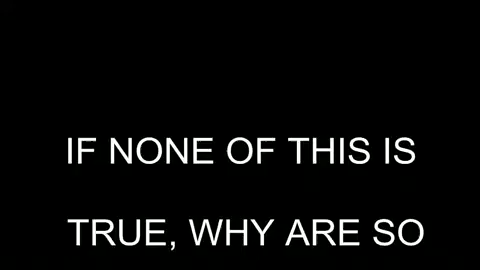 IF NONE OF THIS IS
TRUE, WHY ARE SO